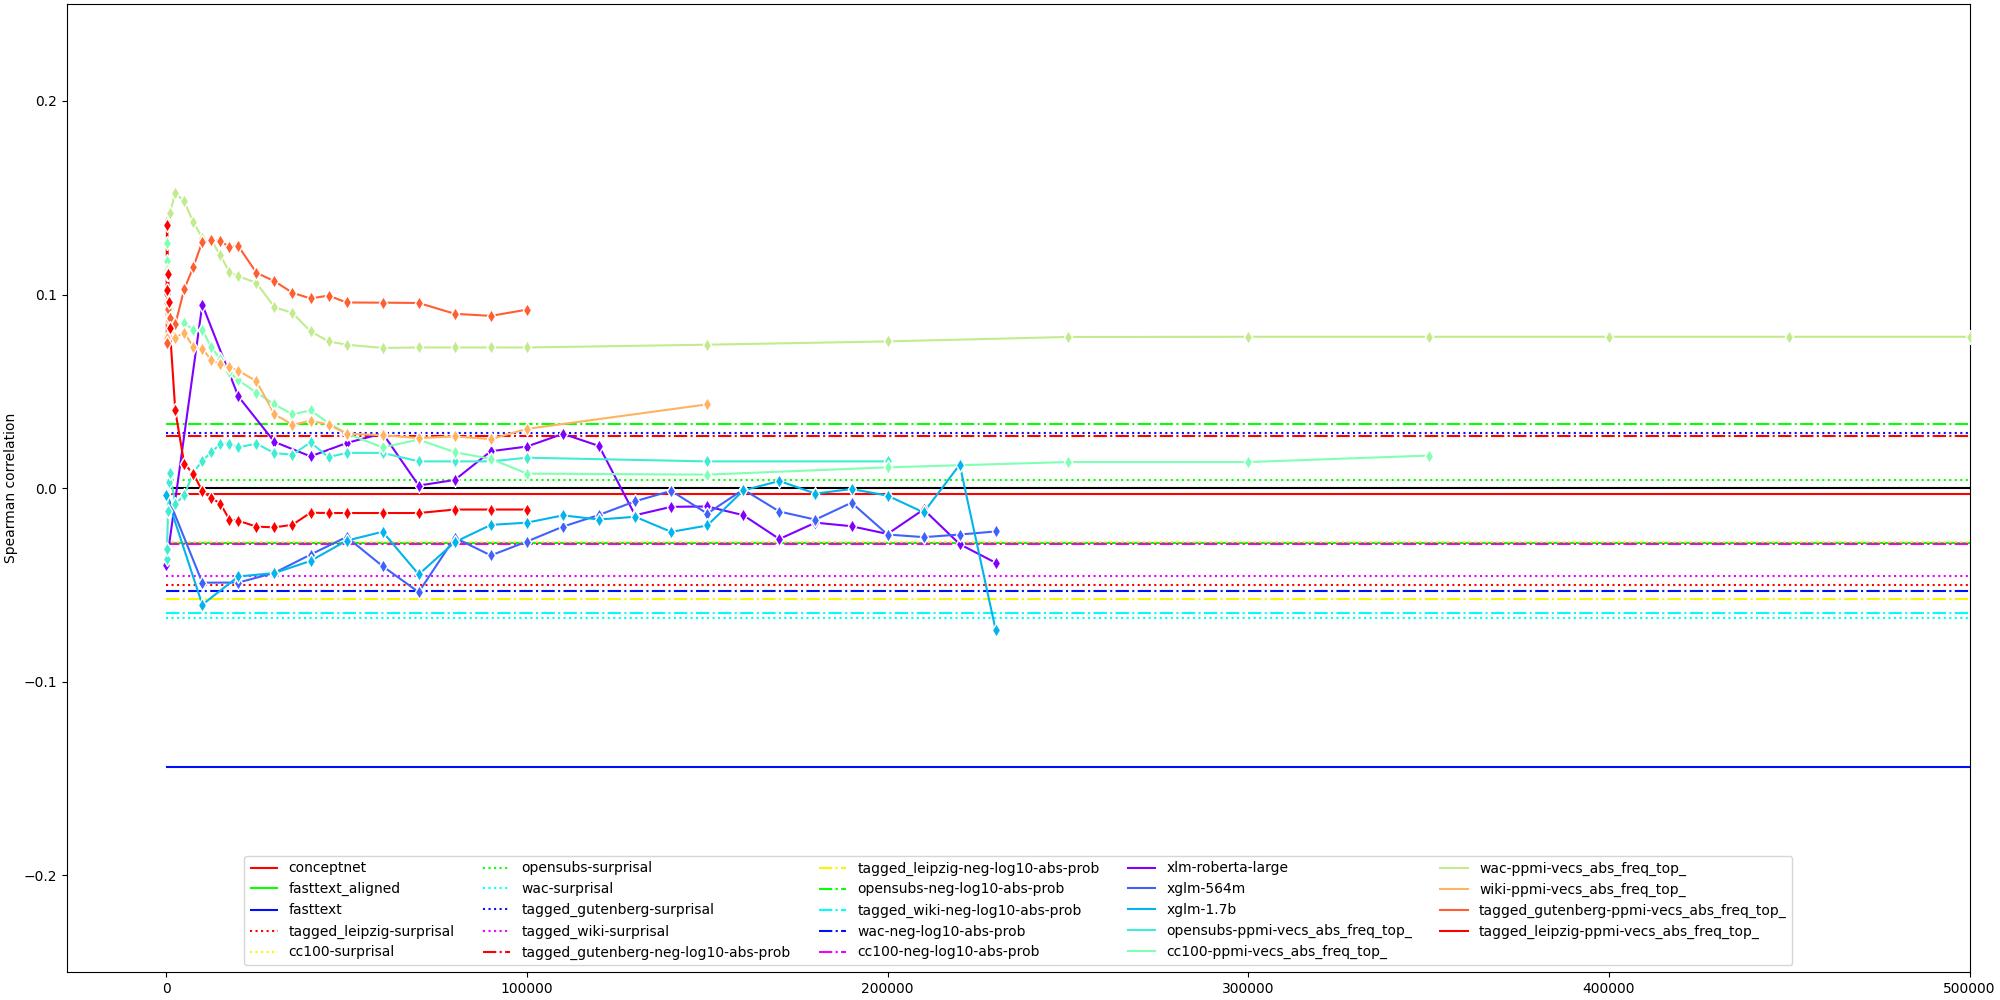 0.2
0.1
0.0
−0.1
−0.2
Spearman correlation
0
100000
200000
300000
400000
500000
conceptnet
fasttext_aligned
fasttext
tagged_leipzig-surprisal
cc100-surprisal
opensubs-surprisal
wac-surprisal
tagged_gutenberg-surprisal
tagged_wiki-surprisal
tagged_gutenberg-neg-log10-abs-prob
tagged_leipzig-neg-log10-abs-prob
opensubs-neg-log10-abs-prob
tagged_wiki-neg-log10-abs-prob
wac-neg-log10-abs-prob
cc100-neg-log10-abs-prob
xlm-roberta-large
xglm-564m
xglm-1.7b
opensubs-ppmi-vecs_abs_freq_top_
cc100-ppmi-vecs_abs_freq_top_
wac-ppmi-vecs_abs_freq_top_
wiki-ppmi-vecs_abs_freq_top_
tagged_gutenberg-ppmi-vecs_abs_freq_top_
tagged_leipzig-ppmi-vecs_abs_freq_top_